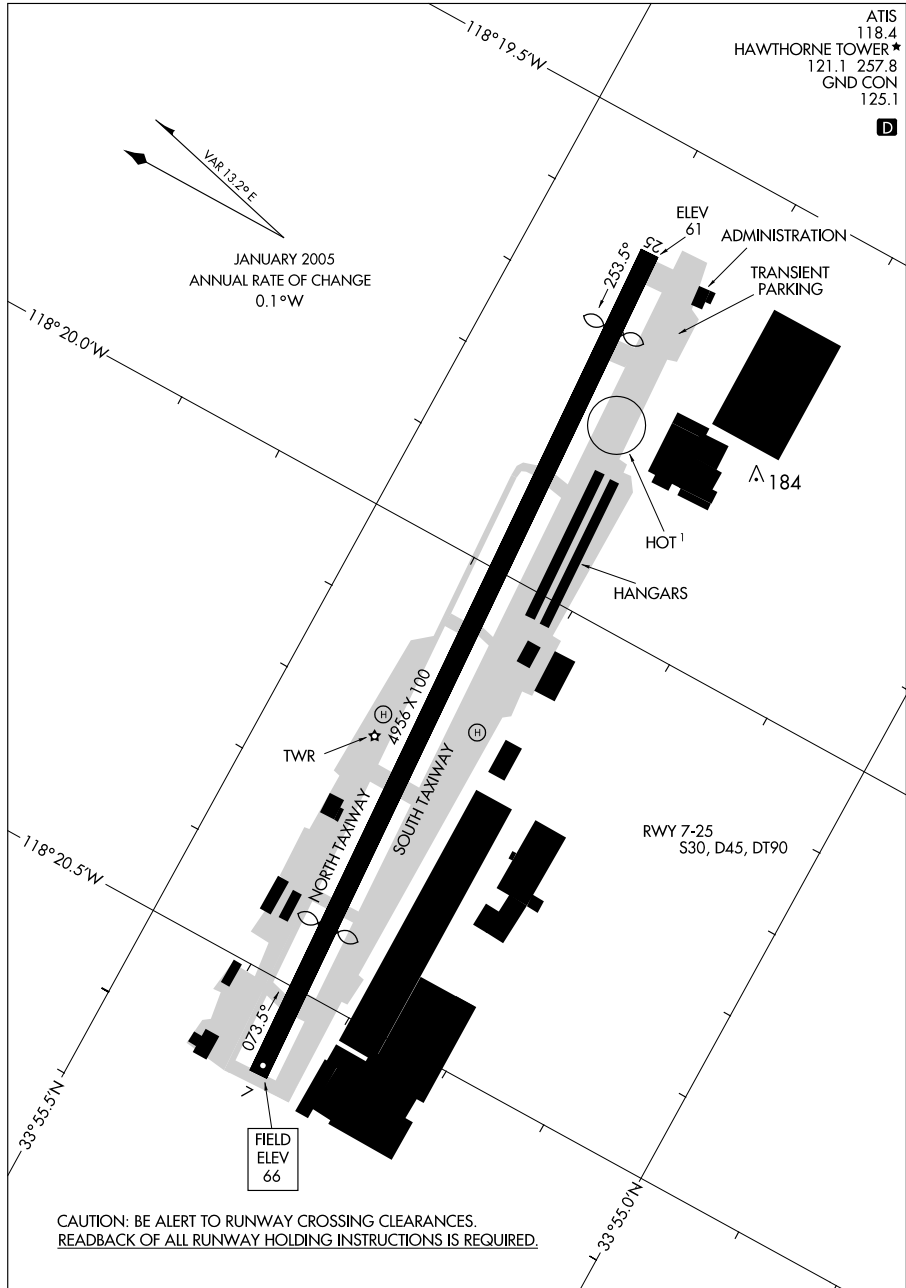 118°19.5'W
ATIS
118.4
HAWTHORNE TOWER★
121.1 257.8
GND CON
125.1
D
VAR 13.2° E
JANUARY 2005
ANNUAL RATE OF CHANGE
0.1°W
ELEV
61
25
253.5°
ADMINISTRATION
TRANSIENT
PARKING
118°20.0'W
184
HOT 1
HANGARS
H
4956 X 100
H
TWR
SOUTH TAXIWAY
NORTH TAXIWAY
RWY 7-25
S30, D45, DT90
118°20.5'W
073.5°
7
33°55.5'N
FIELD
ELEV
66
33°55.0'N
CAUTION: BE ALERT TO RUNWAY CROSSING CLEARANCES.
READBACK OF ALL RUNWAY HOLDING INSTRUCTIONS IS REQUIRED.